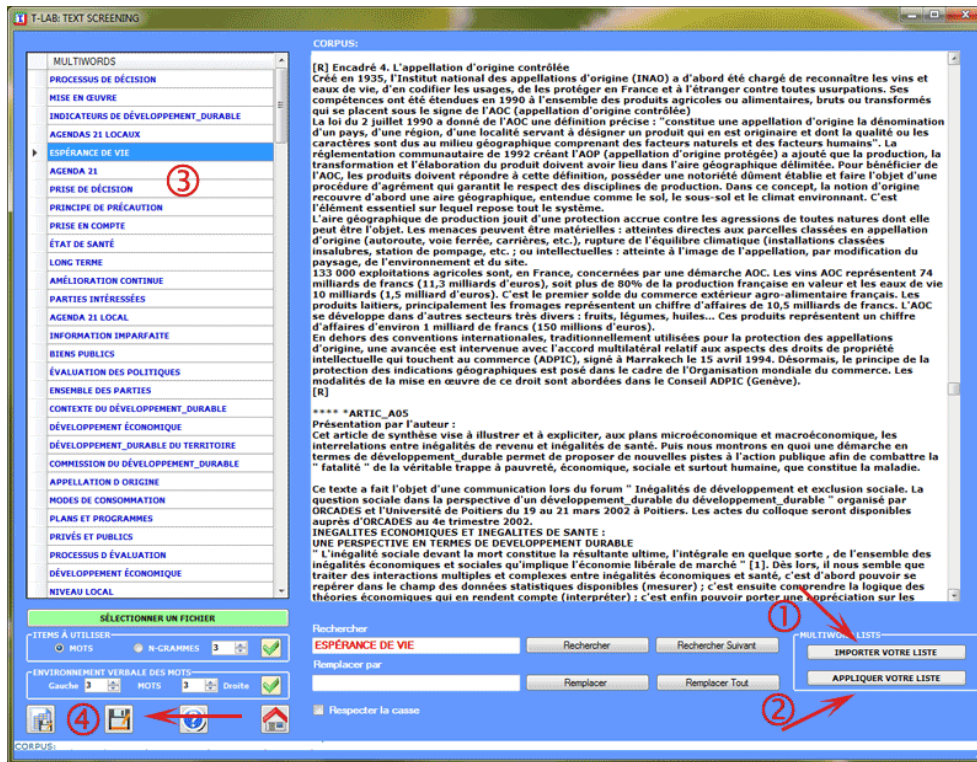 T-LAB: TEXT SCREENING
MULTIWORDS
PROCESSUS DE DÉCISION
MISE EN ŒUVRE
INDICATEURS DE DÉVELOPPEMENT_DURABLE
AGENDAS 21 LOCAUX
ESPÉRANCE DE VIE
AGENDA 21
③
PRISE DE DÉCISION
PRINCIPE DE PRÉCAUTION
PRISE EN COMPTE
ÉTAT DE SANTÉ
LONG TERME
AMÉLIORATION CONTINUE
PARTIES INTÉRESSÉES
AGENDA 21 LOCAL
INFORMATION IMPARFAITE
BIENS PUBLICS
ÉVALUATION DES POLITIQUES
ENSEMBLE DES PARTIES
CONTEXTE DU DÉVELOPPEMENT_DURABLE
DÉVELOPPEMENT ÉCONOMIQUE
DÉVELOPPEMENT_DURABLE DU TERRITOIRE
COMMISSION DU DÉVELOPPEMENT_DURABLE
APPELLATION D ORIGINE
MODES DE CONSOMMATION
PLANS ET PROGRAMMES
PRIVÉS ET PUBLICS
PROCESSUS D ÉVALUATION
DÉVELOPPEMENT ÉCONOMIQUE
NIVEAU LOCAL
SÉLECTIONNER UN FICHIER
ITEMS À UTILISER
MOTS N-GRAMMES 3
ENVIRONNEMENT VERBALE DES MOTS
Gauche 3 MOTS 3 Droite
④
CORPUS:
CORPUS:
[R] Encadré 4. L'appellation d'origine contrôlée
Créé en 1935, l'Institut national des appellations d'origine (INAO) a d'abord été chargé de reconnaître les vins et
eaux de vie, d'en codifier les usages, de les protéger en France et à l'étranger contre toutes usurpations. Ses
compétences ont été étendues en 1990 à l'ensemble des produits agricoles ou alimentaires, bruts ou transformés
qui se placent sous le signe de l'AOC (appellation d'origine contrôlée)
La loi du 2 juillet 1990 a donné de l'AOC une définition précise : "constitue une appellation d'origine la dénomination
d'un pays, d'une région, d'une localité servant à désigner un produit qui en est originaire et dont la qualité ou les
caractères sont dus au milieu géographique comprenant des facteurs naturels et des facteurs humains". La
réglementation communautaire de 1992 créant l'AOP (appellation d'origine protégée) a ajouté que la production, la
transformation et l'élaboration du produit doivent avoir lieu dans l'aire géographique délimitée. Pour bénéficier de
l'AOC, les produits doivent répondre à cette définition, posséder une notoriété dûment établie et faire l'objet d'une
procédure d'agrément qui garantit le respect des disciplines de production. Dans ce concept, la notion d'origine
recouvre d'abord une aire géographique, entendue comme le sol, le sous-sol et le climat environnant. C'est
l'élément essentiel sur lequel repose tout le système.
L'aire géographique de production jouit d'une protection accrue contre les agressions de toutes natures dont elle
peut être l'objet. Les menaces peuvent être matérielles : atteintes directes aux parcelles classées en appellation
d'origine (autoroute, voie ferrée, carrières, etc.), rupture de l'équilibre climatique (installations classées
insalubres, station de pompage, etc. ; ou intellectuelles : atteinte à l'image de l'appellation, par modification du
paysage, de l'environnement et du site.
133 000 exploitations agricoles sont, en France, concernées par une démarche AOC. Les vins AOC représentent 74
milliards de francs (11,3 milliards d'euros), soit plus de 80% de la production française en valeur et les eaux de vie
10 milliards (1,5 milliard d'euros). C'est le premier solde du commerce extérieur agro-alimentaire français. Les
produits laitiers, principalement les fromages représentent un chiffre d'affaires de 10,5 milliards de francs. L'AOC
se développe dans d'autres secteurs très divers : fruits, légumes, huiles... Ces produits représentent un chiffre
d'affaires d'environ 1 milliard de francs (150 millions d'euros).
En dehors des conventions internationales, traditionnellement utilisées pour la protection des appellations
d'origine, une avancée est intervenue avec l'accord multilatéral relatif aux aspects des droits de propriété
intellectuelle qui touchent au commerce (ADPIC), signé à Marrakech le 15 avril 1994. Désormais, le principe de la
protection des indications géographiques est posé dans le cadre de l'Organisation mondiale du commerce. Les
modalités de la mise en œuvre de ce droit sont abordées dans le Conseil ADPIC (Genève).
[R]
**** *ARTIC_A05
Présentation par l'auteur :
Cet article de synthèse vise à illustrer et à expliciter, aux plans microéconomique et macroéconomique, les
interrelations entre inégalités de revenu et inégalités de santé. Puis nous montrons en quoi une démarche en
termes de développement_durable permet de proposer de nouvelles pistes à l'action publique afin de combattre la
" fatalité " de la véritable trappe à pauvreté, économique, sociale et surtout humaine, que constitue la maladie.
Ce texte a fait l'objet d'une communication lors du forum " Inégalités de développement et exclusion sociale. La
question sociale dans la perspective d'un développement_durable du développement_durable " organisé par
ORCADES et l'Université de Poitiers du 19 au 21 mars 2002 à Poitiers. Les actes du colloque seront disponibles
auprès d'ORCADES au 4e trimestre 2002.
INEGALITES ECONOMIQUES ET INEGALITES DE SANTE :
UNE PERSPECTIVE EN TERMES DE DEVELOPPEMENT DURABLE
" L'inégalité sociale devant la mort constitue la résultante ultime, l'intégrale en quelque sorte , de l'ensemble des
inégalités économiques et sociales qu'implique l'économie libérale de marché " [1]. Dès lors, il nous semble que
traiter des interactions multiples et complexes entre inégalités économiques et santé, c'est d'abord pouvoir se
repérer dans le champ des données statistiques disponibles (mesurer) ; c'est ensuite comprendre la logique des
théories économiques qui en rendent compte (interpréter) ; c'est enfin pouvoir porter une appréciation sur les
Rechercher
ESPÉRANCE DE VIE
Rechercher
Rechercher Suivant
Remplacer par
Remplacer
Remplacer Tout
Respecter la casse
①
MULTIWORD LISTS
IMPORTER VOTRE LISTE
APPLIQUER VOTRE LISTE
②